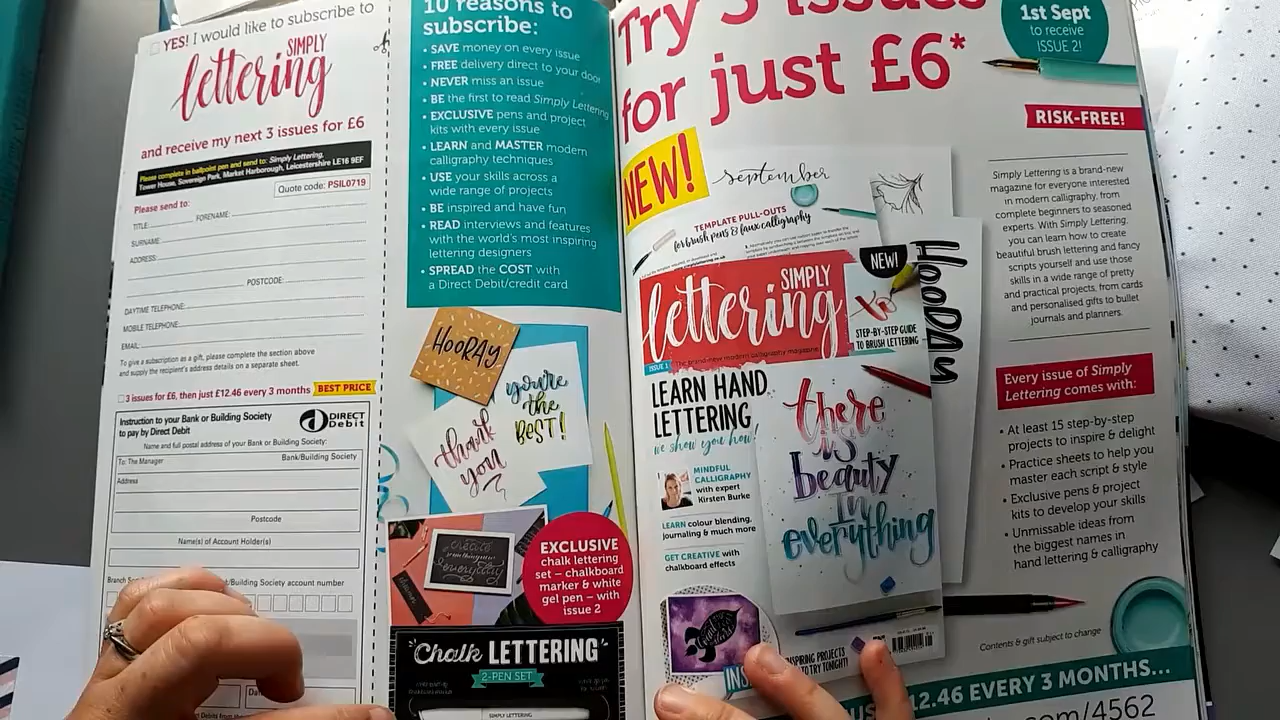 YES! I would like to subscribe to
SIMPLY
lettering
and receive my next 3 issues for £6
Please complete in ballpoint pen and send to: Simply Lettering,
Tower House, Sovereign Park, Market Harborough, Leicestershire LE16 9EF
Quote code: PSIL0719
Please send to:
TITLE: FORENAME:
SURNAME:
ADDRESS:
POSTCODE:
DAYTIME TELEPHONE:
MOBILE TELEPHONE:
EMAIL:
To give a subscription as a gift, please complete the section above
and supply the recipient's address details on a separate sheet.
3 issues for £6, then just £12.46 every 3 months BEST PRICE
Instruction to your Bank or Building Society
to pay by Direct Debit
DIRECT
Debit
Name and full postal address of your Bank or Building Society:
To: The Manager Bank/Building Society
Address
Postcode
Name(s) of Account Holder(s)
Building Society account number
10 reasons to
subscribe:
• SAVE money on every issue
• FREE delivery direct to your door
• NEVER miss an issue
• BE the first to read Simply Lettering
• EXCLUSIVE pens and project
kits with every issue
• LEARN and MASTER modern
calligraphy techniques
• USE your skills across a
wide range of projects
• BE inspired and have fun
• READ interviews and features
with the world's most inspiring
lettering designers
• SPREAD the COST with
a Direct Debit/credit card
HOORAY
you're
the
BEST!
thank
you
EXCLUSIVE
chalk lettering
set – chalkboard
marker & white
gel pen – with
issue 2
Chalk LETTERING
2-PEN SET
SIMPLY LETTERING
Try 3 issues
for just £6*
1st Sept
to receive
ISSUE 2!
RISK-FREE!
NEW!
september
TEMPLATE PULL-OUTS
for brush pens & faux calligraphy
SIMPLY
lettering
NEW!
STEP-BY-STEP GUIDE
TO BRUSH LETTERING
ISSUE 1
The brand-new modern calligraphy magazine
LEARN HAND
LETTERING
we show you how!
MINDFUL
CALLIGRAPHY
with expert
Kirsten Burke
LEARN colour blending,
journaling & much more
GET CREATIVE with
chalkboard effects
there
is
beauty
in
everything
HOORAY
Simply Lettering is a brand-new
magazine for everyone interested
in modern calligraphy, from
complete beginners to seasoned
experts. With Simply Lettering,
you can learn how to create
beautiful brush lettering and fancy
scripts yourself and use those
skills in a wide range of pretty
and practical projects, from cards
and personalised gifts to bullet
journals and planners.
Every issue of Simply
Lettering comes with:
• At least 15 step-by-step
projects to inspire & delight
• Practice sheets to help you
master each script & style
• Exclusive pens & project
kits to develop your skills
• Unmissable ideas from
the biggest names in
hand lettering & calligraphy
Contents & gift subject to change
12.46 EVERY 3 MONTHS...
com/4562